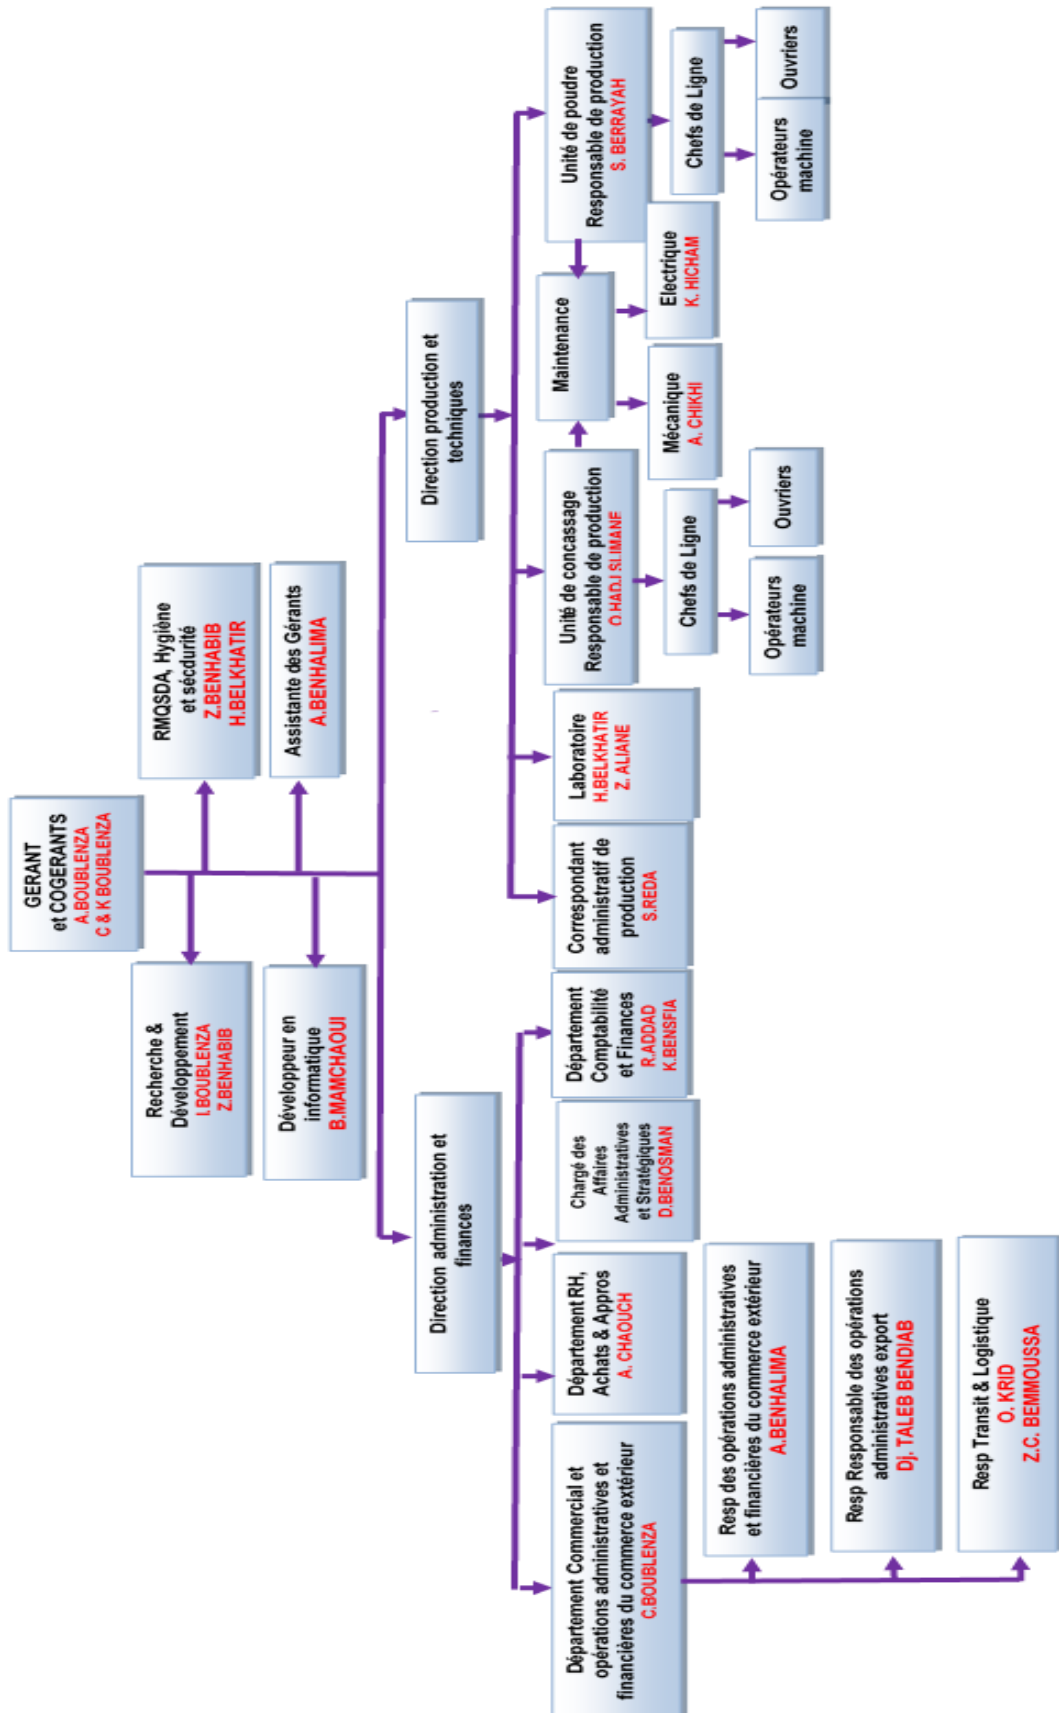 GERANT
et COGERANTS
A.BOUBLENZA
C & K BOUBLENZA
Recherche &
Développement
I.BOUBLENZA
Z.BENHABIB
RMQSDA, Hygiène
et sécdurité
Z.BENHABIB
H.BELKHATIR
Développeur en
informatique
B.MAMCHAOUI
Assistante des Gérants
A.BENHALIMA
Direction administration et
finances
Direction production et
techniques
Département Commercial et
opérations administratives et
financières du commerce extérieur
C.BOUBLENZA
Département RH,
Achats & Appros
A. CHAOUCH
Chargé des
Affaires
Administratives
et Stratégiques
D.BENOSMAN
Département
Comptabilité
et Finances
R.ADDAD
K.BENSFIA
Correspondant
administratif de
production
S.REDA
Laboratoire
H.BELKHATIR
Z. ALIANE
Unité de concassage
Responsable de production
O.HADJ SLIMANE
Maintenance
Unité de poudre
Responsable de production
S. BERRAYAH
Mécanique
A. CHIKHI
Electrique
K. HICHAM
Chefs de Ligne
Chefs de Ligne
Opérateurs
machine
Ouvriers
Opérateurs
machine
Ouvriers
Resp des opérations administratives
et financières du commerce extérieur
A.BENHALIMA
Resp Responsable des opérations
administratives export
Dj. TALEB BENDIAB
Resp Transit & Logistique
O. KRID
Z.C. BEMMOUSSA